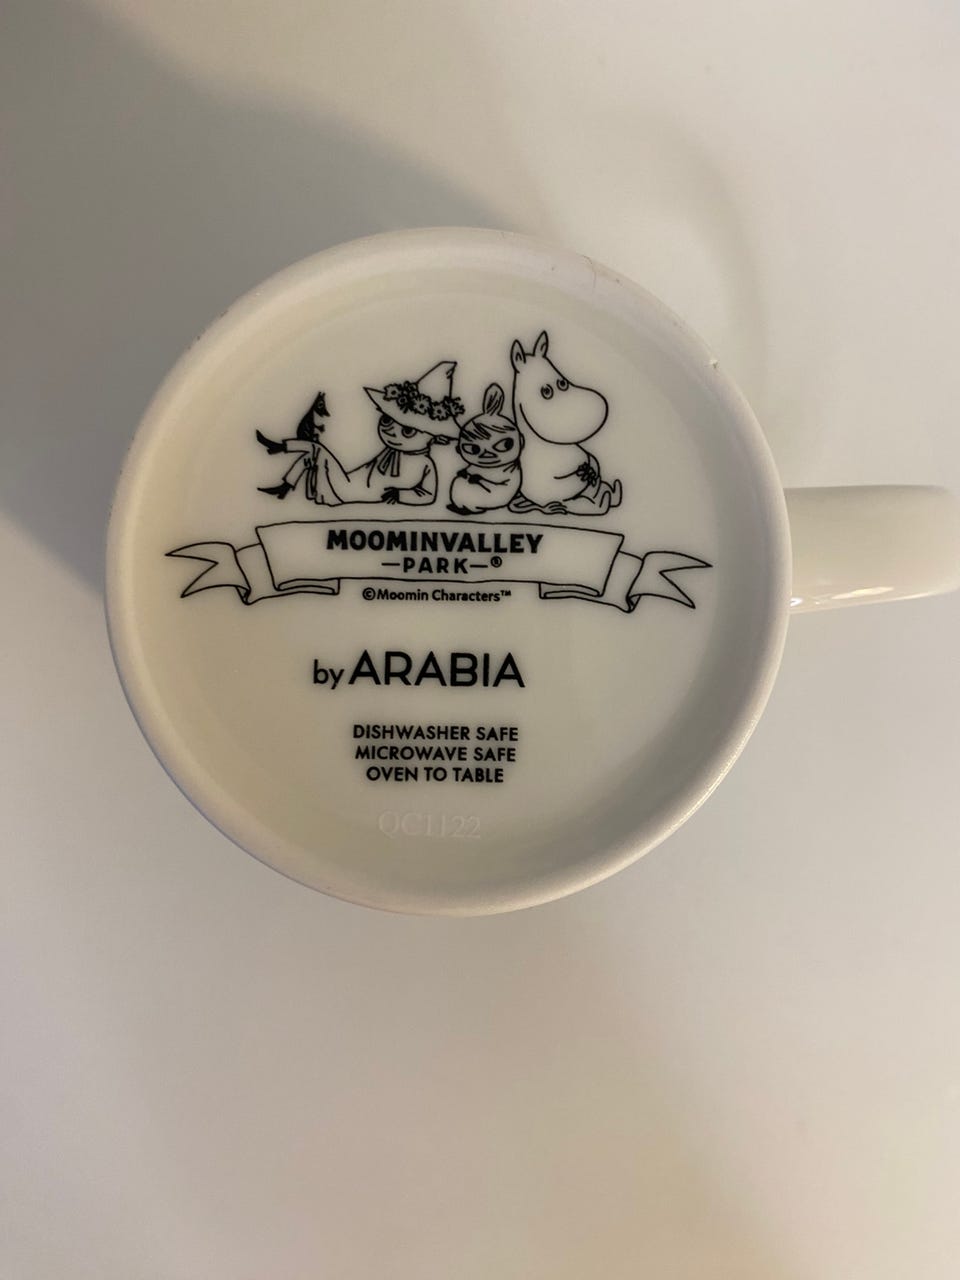 MOOMINVALLEY
—PARK—®
©Moomin Characters™
by ARABIA
DISHWASHER SAFE
MICROWAVE SAFE
OVEN TO TABLE
QC1122